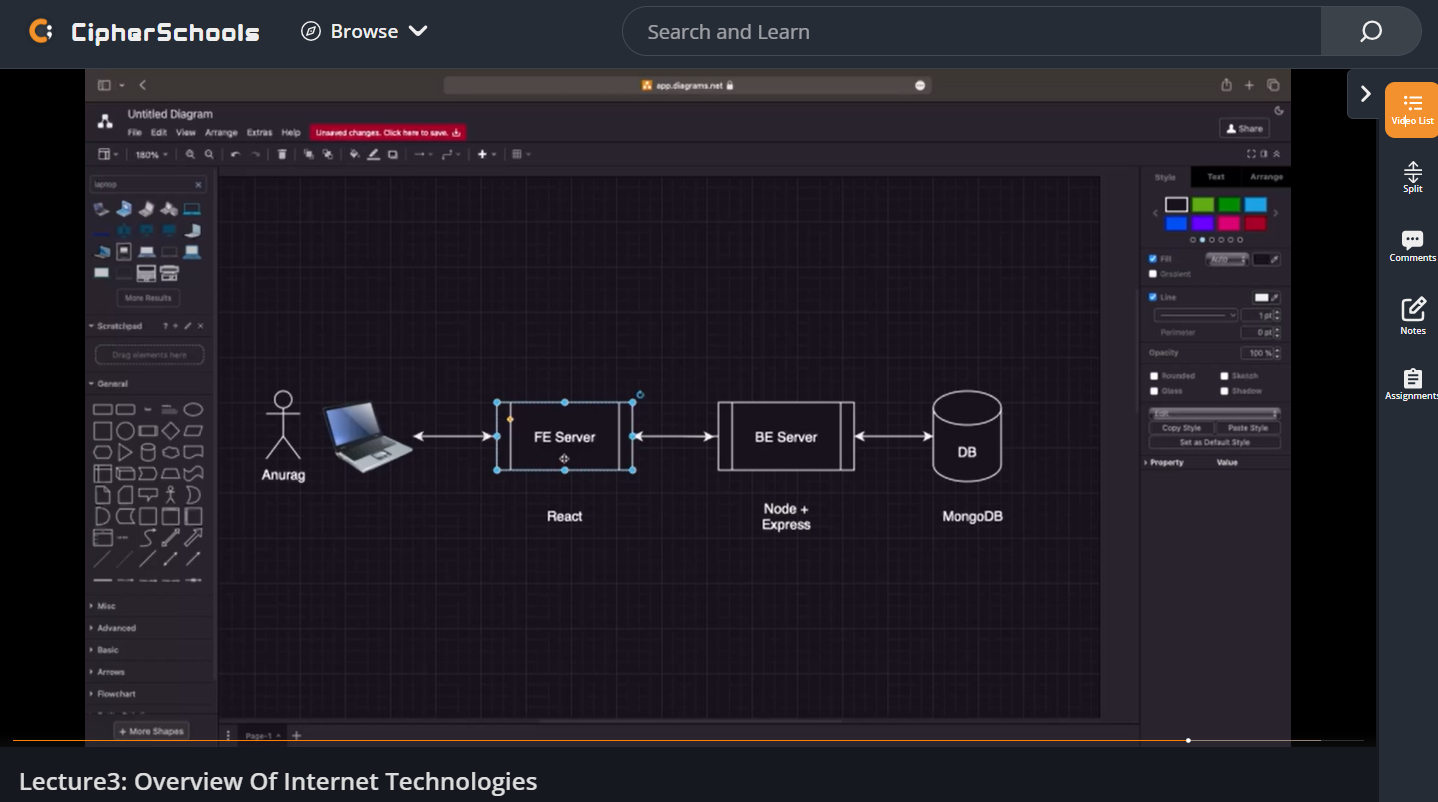 CipherSchools
Browse
Search and Learn
app.diagrams.net
Untitled Diagram
File Edit View Arrange Extras Help
Unsaved changes. Click here to save.
Share
180%
laptop
More Results
Scratchpad
Drag elements here
General
Misc
Advanced
Basic
Arrows
Flowchart
+ More Shapes
Page-1
Anurag
FE Server
React
BE Server
Node +
Express
DB
MongoDB
Style Text Arrange
Fill
Auto
Gradient
Line
1 pt
Perimeter
0 pt
Opacity
100 %
Rounded Sketch
Glass Shadow
Edit
Copy Style Paste Style
Set as Default Style
Property Value
Video List
Split
Comments
Notes
Assignments
Lecture3: Overview Of Internet Technologies